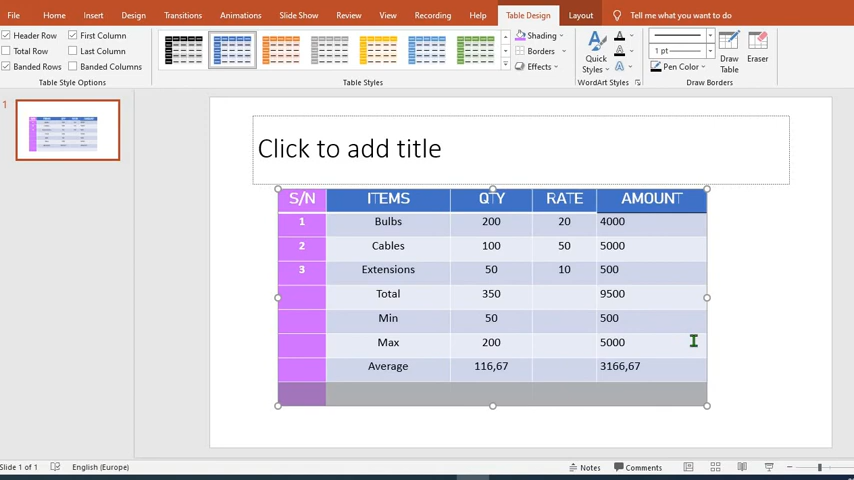 File Home Insert Design Transitions Animations Slide Show Review View Recording Help Table Design Layout Tell me what you want to do
Header Row First Column
Total Row Last Column
Banded Rows Banded Columns
Table Style Options
Table Styles
Shading
Borders
Effects
Quick Styles
A
A
A
A
WordArt Styles
1 pt
Pen Color
Draw Table
Eraser
Draw Borders
1
Click to add title
S/N ITEMS QTY RATE AMOUNT
1 Bulbs 200 20 4000
2 Cables 100 50 5000
3 Extensions 50 10 500
Total 350 9500
Min 50 500
Max 200 5000
Average 116,67 3166,67
Slide 1 of 1 English (Europe) Notes Comments